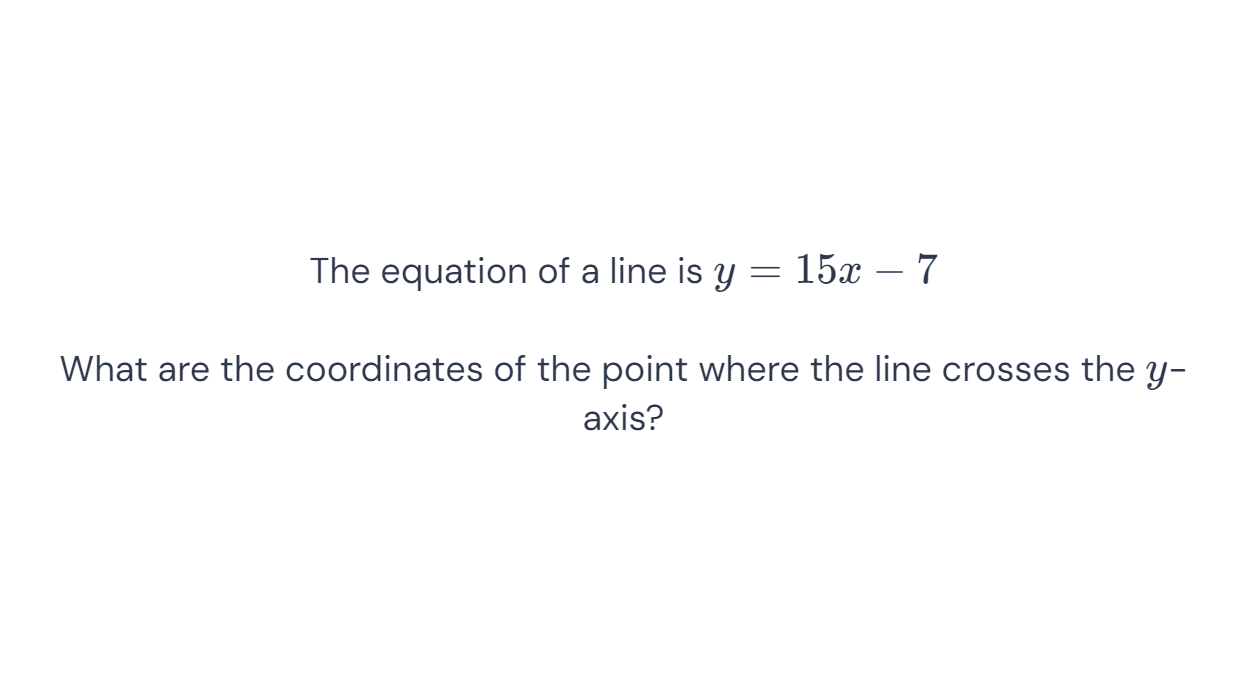 The equation of a line is y = 15x − 7
What are the coordinates of the point where the line crosses the y-
axis?